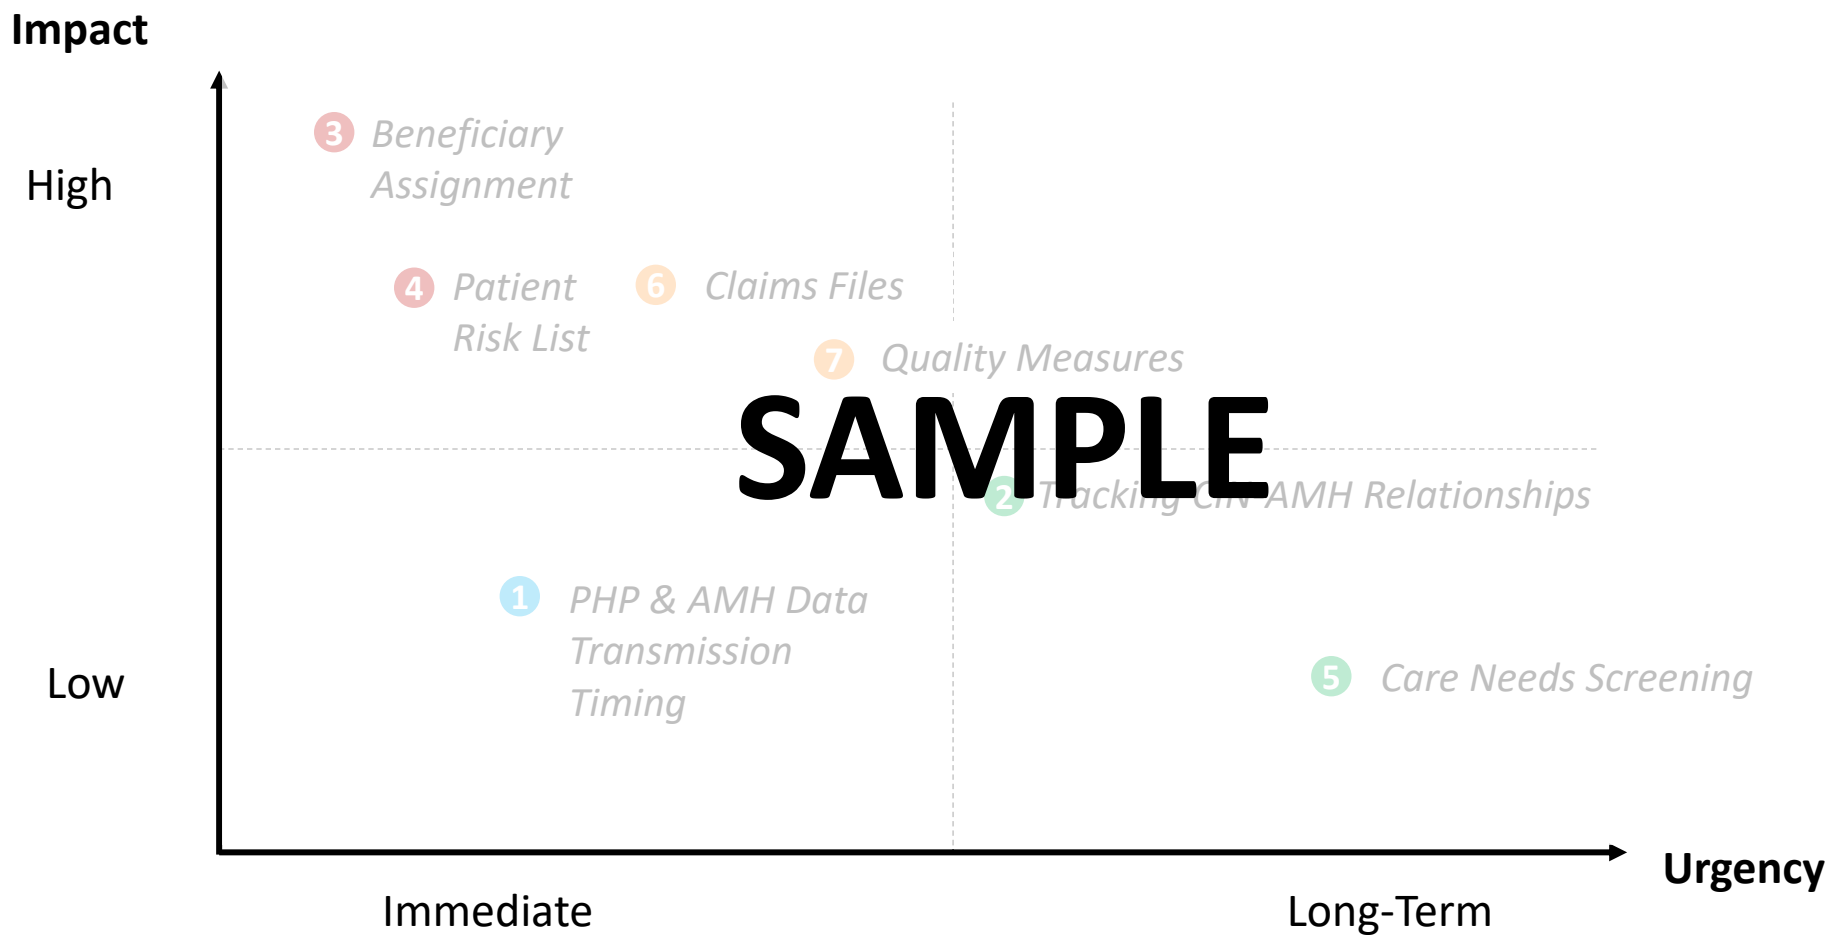 Impact
High
3 Beneficiary
Assignment
4 Patient
Risk List
6 Claims Files
7 Quality Measures
SAMPLE
2 Tracking CIN-AMH Relationships
1 PHP & AMH Data
Transmission
Timing
Low
5 Care Needs Screening
Urgency
Immediate
Long-Term